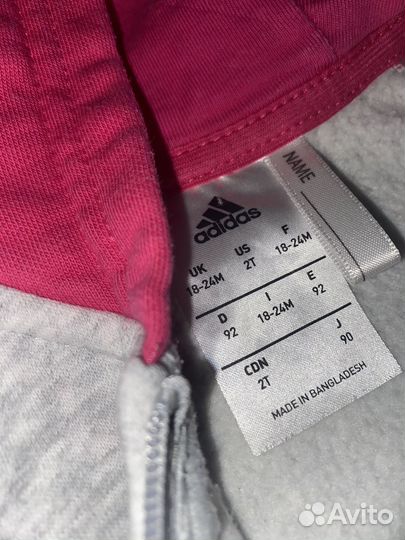 NAME
adidas
UK US F
18-24M 2T 18-24M
D I E
92 18-24M 92
CDN J
2T 90
MADE IN BANGLADESH
Avito